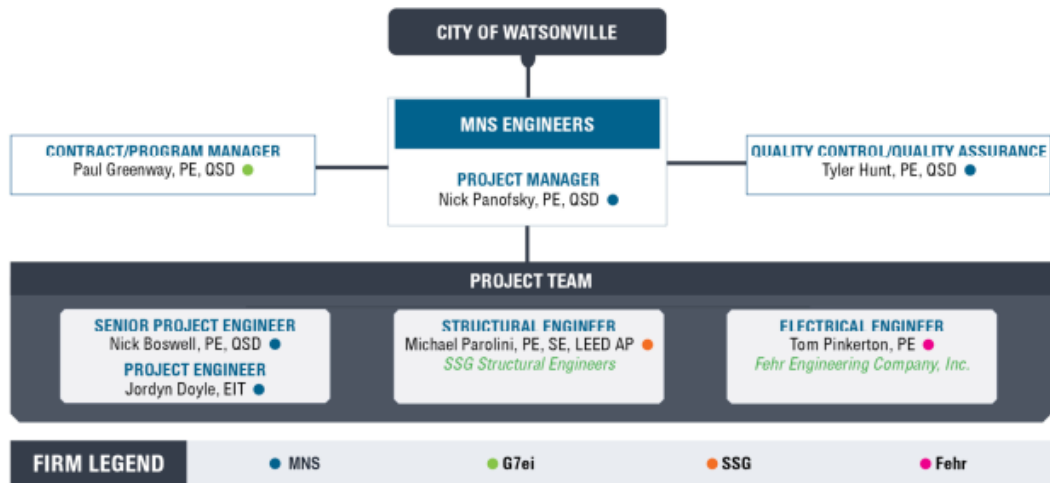 CITY OF WATSONVILLE
MNS ENGINEERS
PROJECT MANAGER
Nick Panofsky, PE, QSD
CONTRACT/PROGRAM MANAGER
Paul Greenway, PE, QSD
QUALITY CONTROL/QUALITY ASSURANCE
Tyler Hunt, PE, QSD
PROJECT TEAM
SENIOR PROJECT ENGINEER
Nick Boswell, PE, QSD
PROJECT ENGINEER
Jordyn Doyle, EIT
STRUCTURAL ENGINEER
Michael Parolini, PE, SE, LEED AP
SSG Structural Engineers
ELECTRICAL ENGINEER
Tom Pinkerton, PE
Fehr Engineering Company, Inc.
FIRM LEGEND
MNS
G7ei
SSG
Fehr